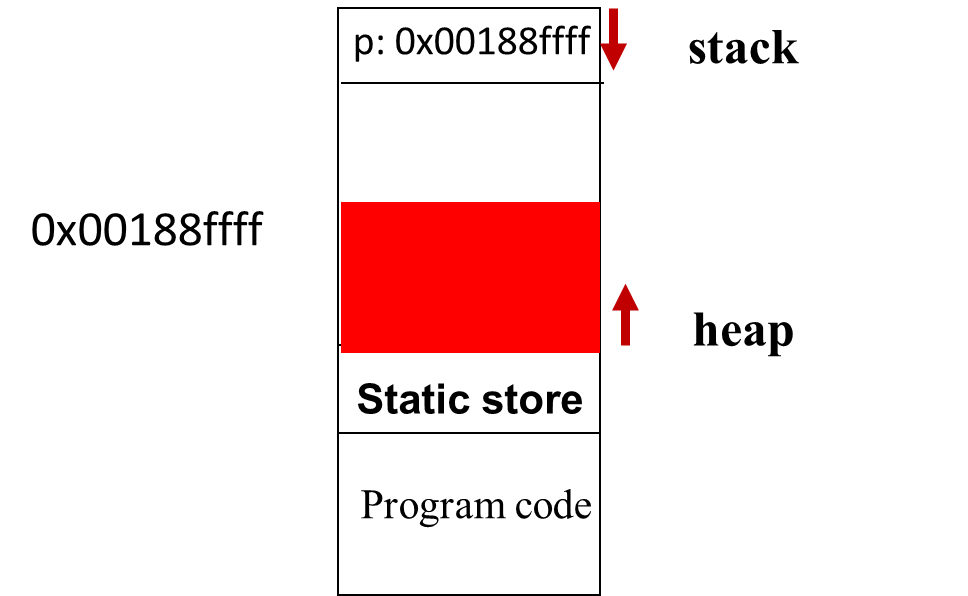 p: 0x00188ffff
stack
0x00188ffff
heap
Static store
Program code